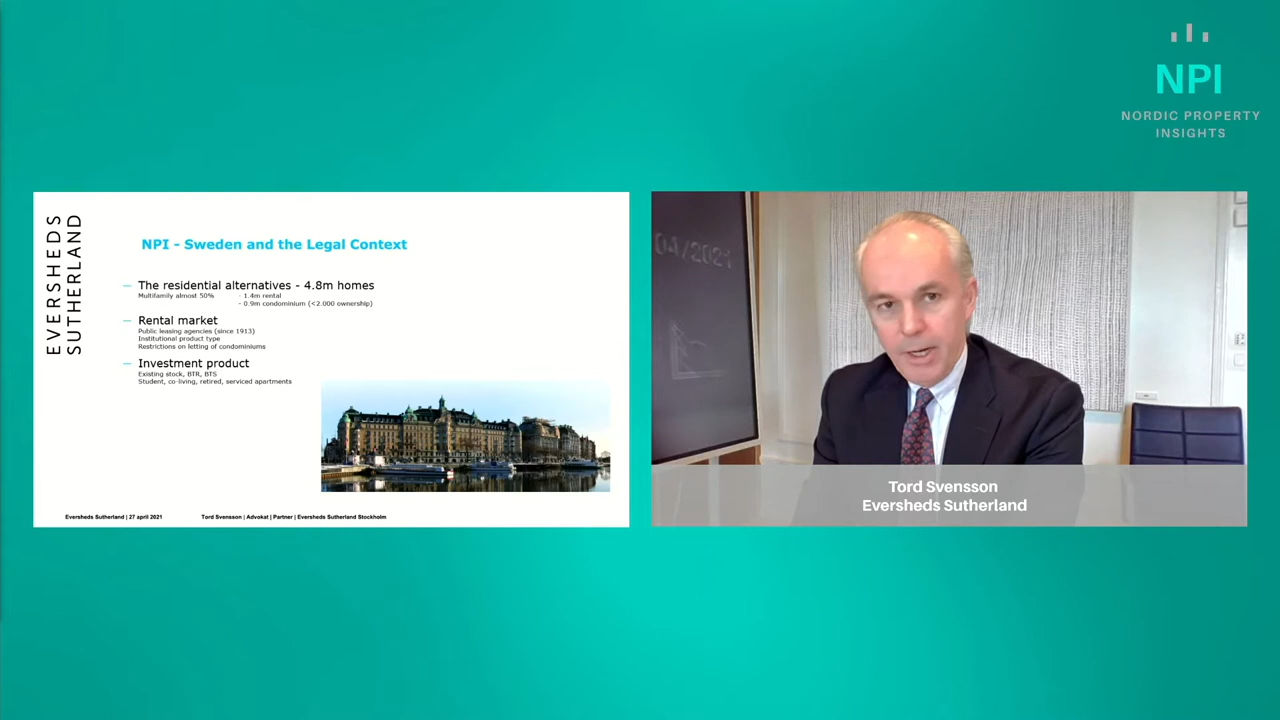 NPI
NORDIC PROPERTY
INSIGHTS
EVERSHEDS
SUTHERLAND
NPI - Sweden and the Legal Context
– The residential alternatives - 4.8m homes
Multifamily almost 50% - 1.4m rental
- 0.9m condominium (<2.000 ownership)
– Rental market
Public leasing agencies (since 1913)
Institutional product type
Restrictions on letting of condominiums
– Investment product
Existing stock, BTR, BTS
Student, co-living, retired, serviced apartments
Eversheds Sutherland | 27 april 2021 Tord Svensson | Advokat | Partner | Eversheds Sutherland Stockholm
04/2021
Tord Svensson
Eversheds Sutherland